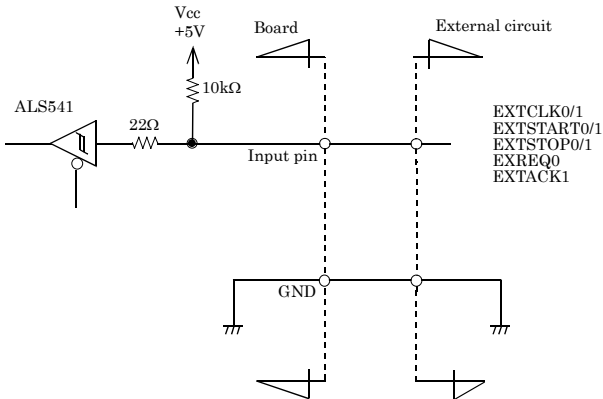 Vcc
+5V
Board
External circuit
10kΩ
ALS541
22Ω
Input pin
EXTCLK0/1
EXTSTART0/1
EXTSTOP0/1
EXREQ0
EXTACK1
GND